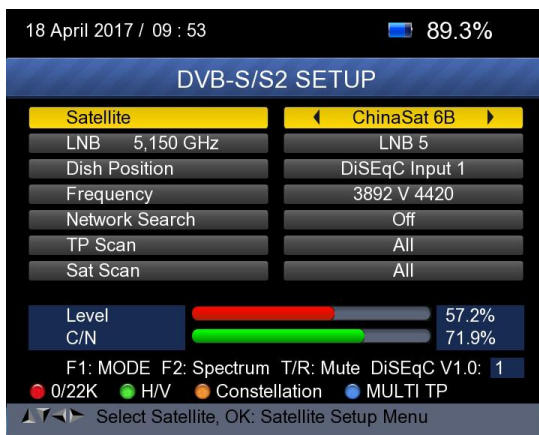 18 April 2017 / 09 : 53 89.3%
DVB-S/S2 SETUP
Satellite ChinaSat 6B
LNB 5,150 GHz LNB 5
Dish Position DiSEqC Input 1
Frequency 3892 V 4420
Network Search Off
TP Scan All
Sat Scan All
Level 57.2%
C/N 71.9%
F1: MODE F2: Spectrum T/R: Mute DiSEqC V1.0: 1
0/22K H/V Constellation MULTI TP
Select Satellite, OK: Satellite Setup Menu